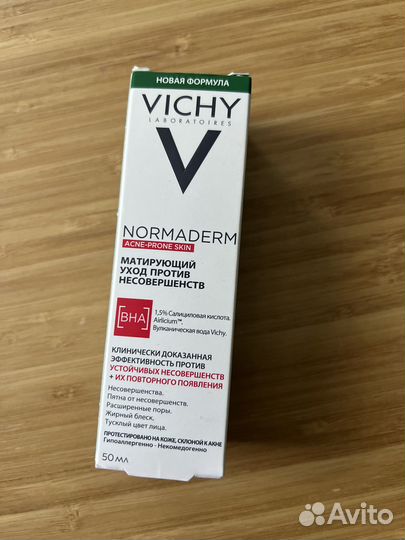 НОВАЯ ФОРМУЛА
VICHY
LABORATOIRES
V
NORMADERM
ACNE-PRONE SKIN
МАТИРУЮЩИЙ
УХОД ПРОТИВ
НЕСОВЕРШЕНСТВ
[BHA]
1,5% Салициловая кислота.
Airlicium™.
Вулканическая вода Vichy.
КЛИНИЧЕСКИ ДОКАЗАННАЯ
ЭФФЕКТИВНОСТЬ ПРОТИВ
УСТОЙЧИВЫХ НЕСОВЕРШЕНСТВ
+ ИХ ПОВТОРНОГО ПОЯВЛЕНИЯ
Несовершенства.
Пятна от несовершенств.
Расширенные поры.
Жирный блеск.
Тусклый цвет лица.
ПРОТЕСТИРОВАНО НА КОЖЕ, СКЛОНОЙ К АКНЕ
Гипоаллергенно - Некомедогенно
50 МЛ
Avito